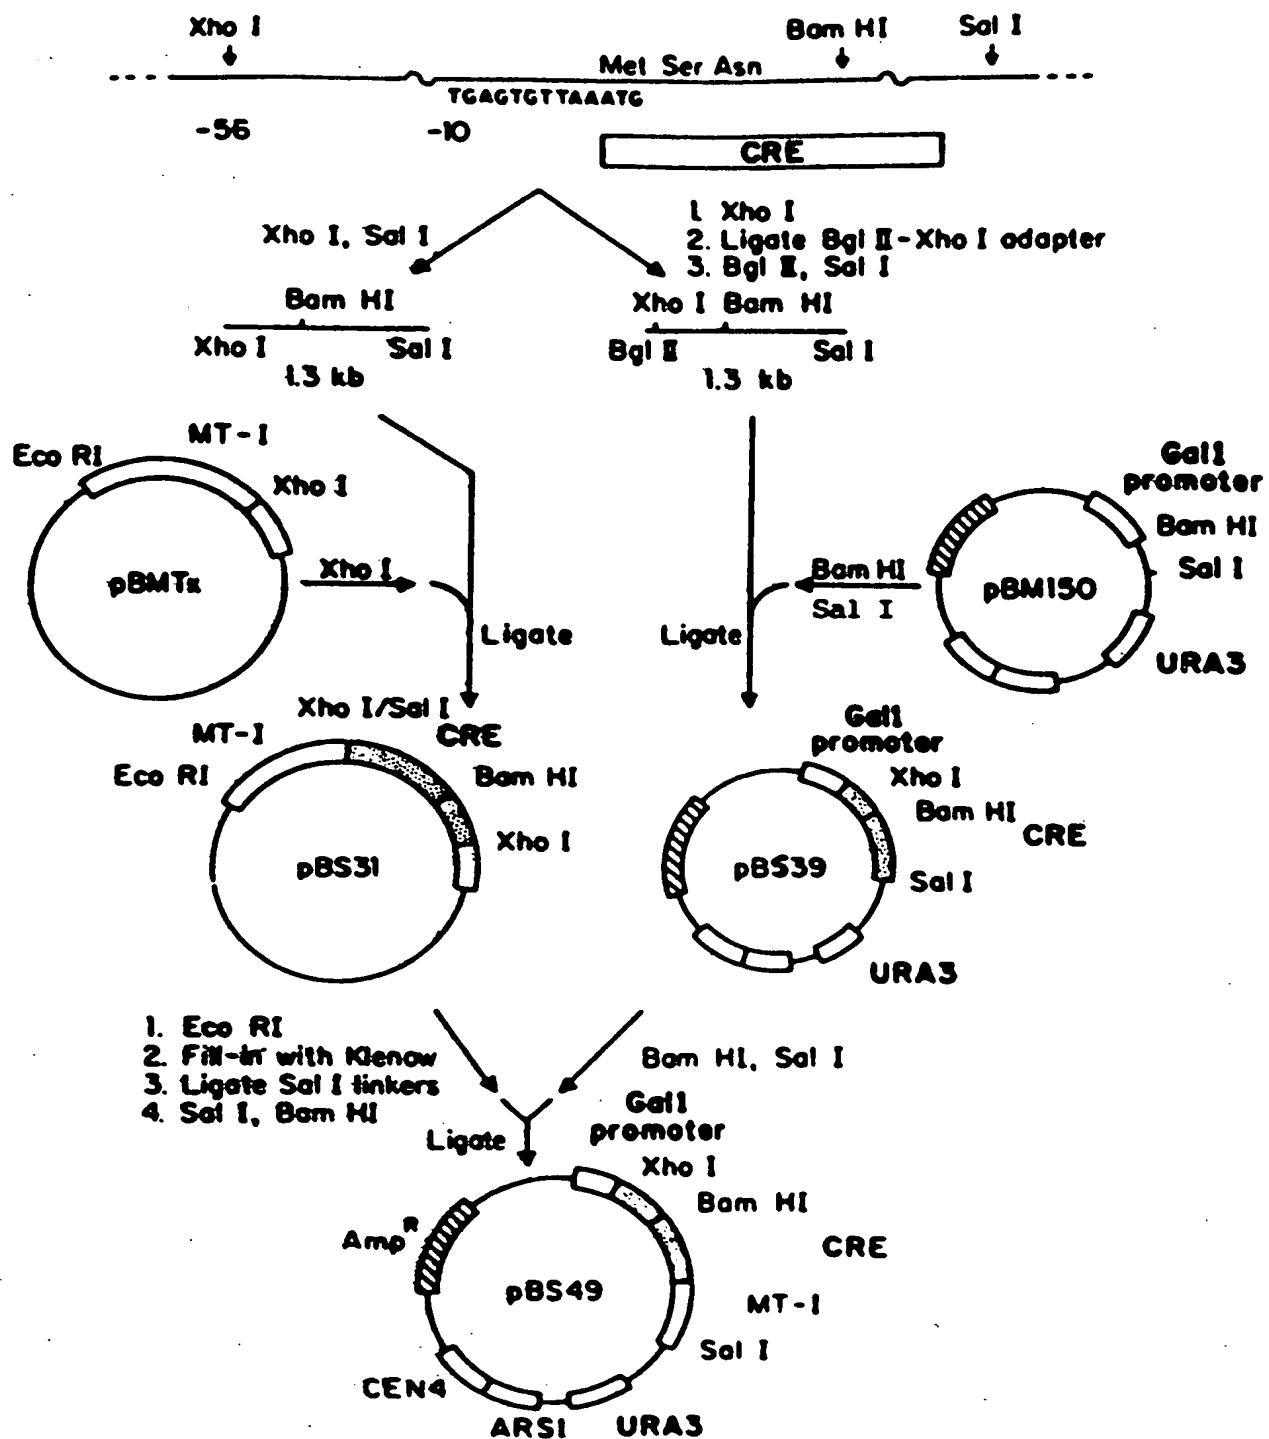 Xho I
Bam HI
Sal I
Met Ser Asn
TGAGTGTTAAATG
-56
-10
CRE
Xho I, Sal I
1. Xho I
2. Ligate Bgl II-Xho I adapter
3. Bgl II, Sal I
Bam HI
Xho I
Sal I
1.3 kb
Xho I Bam HI
Bgl II
Sal I
1.3 kb
MT-I
Eco RI
Xho I
pBMTx
Xho I
Ligate
Gal1
promoter
Bam HI
Sal I
pBM150
URA3
Bam HI
Sal I
Ligate
Xho I/Sal I
MT-I
CRE
Eco RI
Bam HI
Xho I
pBS31
Gal1
promoter
Xho I
Bam HI
CRE
pBS39
Sal I
URA3
1. Eco RI
2. Fill-in with Klenow
3. Ligate Sal I linkers
4. Sal I, Bam HI
Bam HI, Sal I
Ligate
Gal1
promoter
Xho I
Bam HI
Amp R
CRE
pBS49
MT-I
Sal I
CEN4
ARS1
URA3